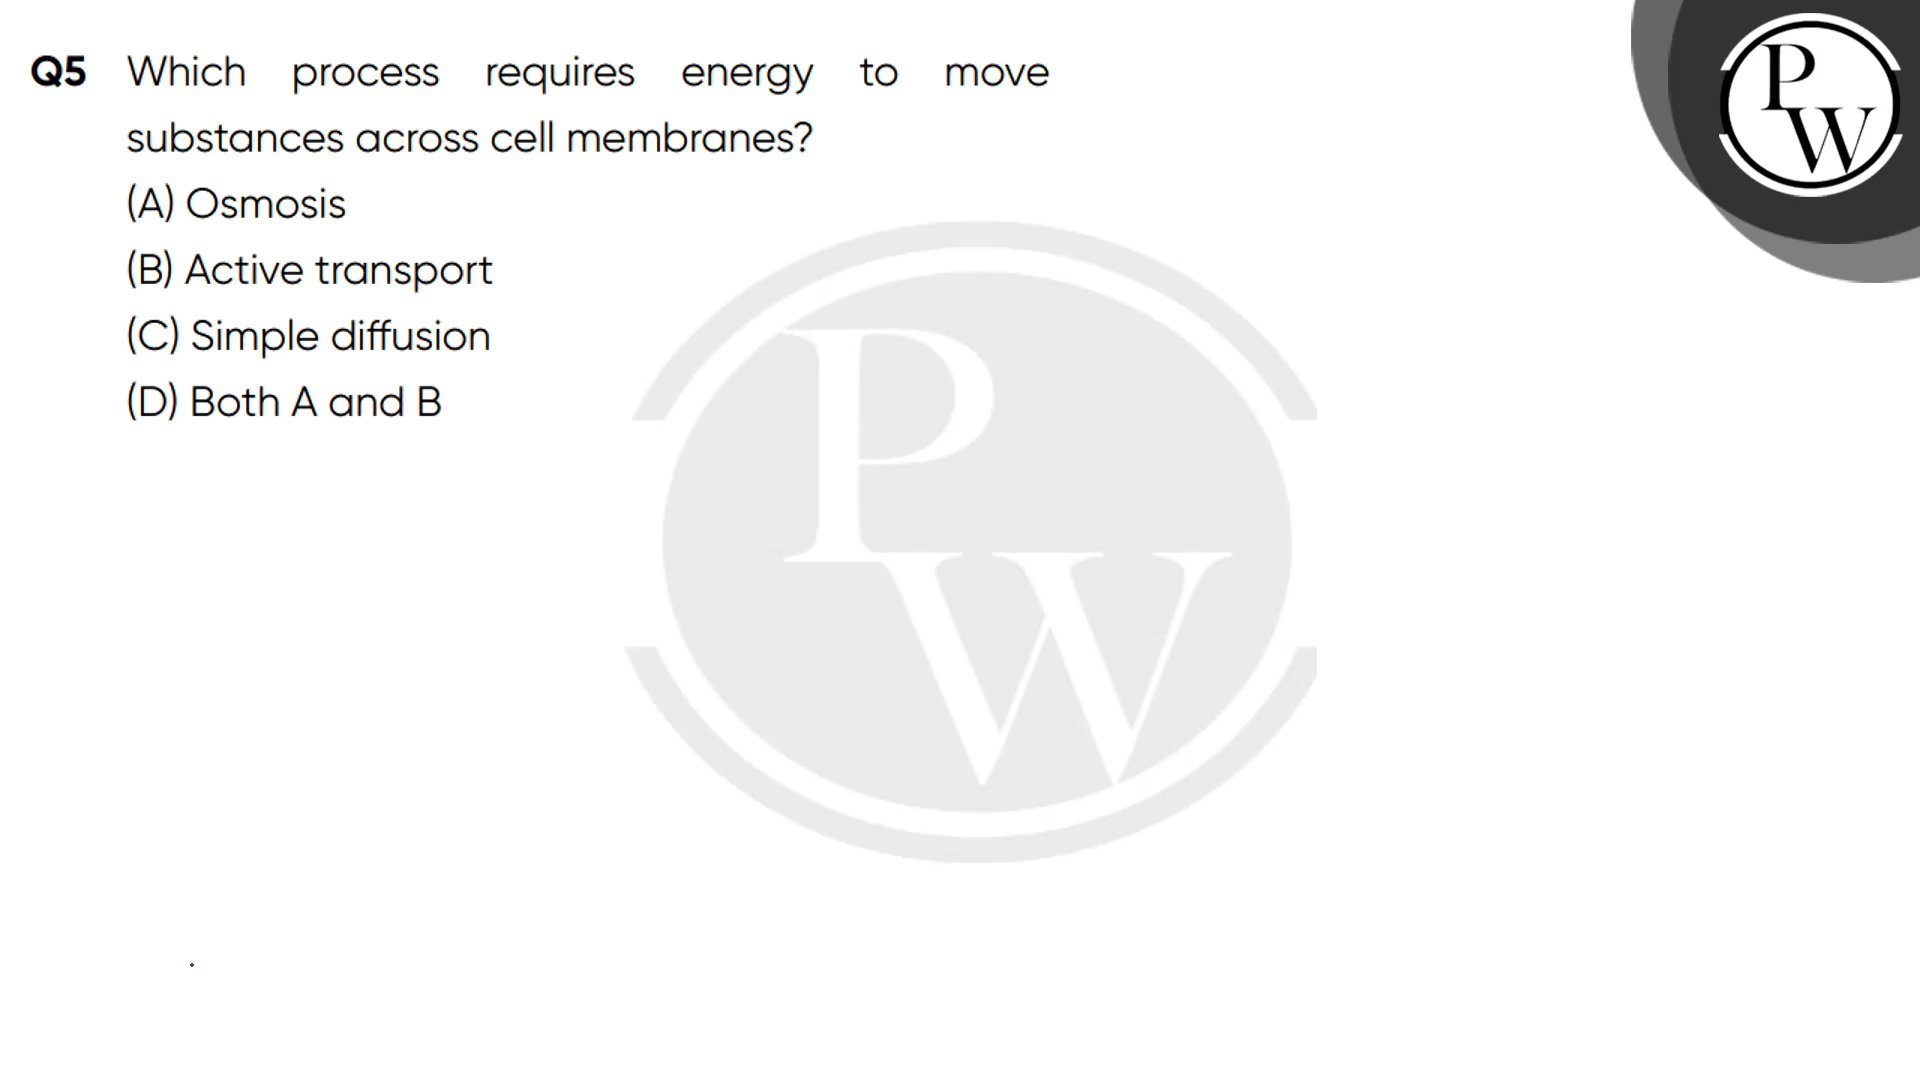 Q5 Which process requires energy to move
substances across cell membranes?
(A) Osmosis
(B) Active transport
(C) Simple diffusion
(D) Both A and B
PW
PW